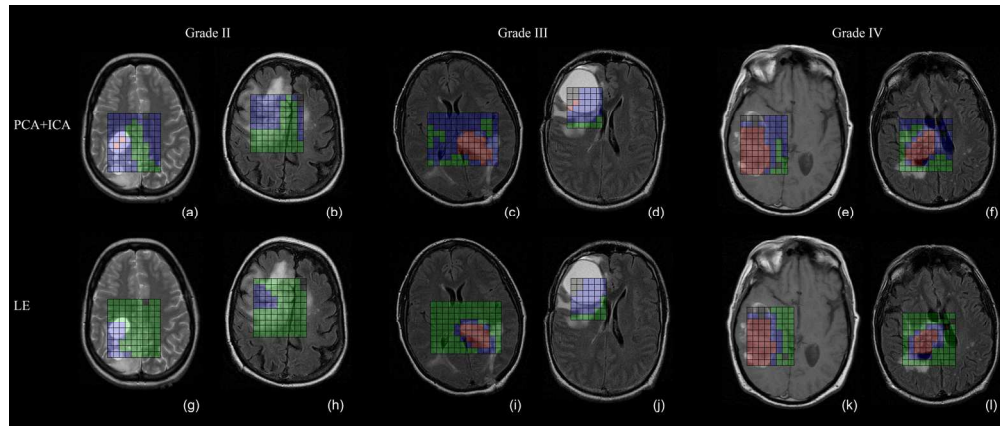 Grade II Grade III Grade IV
PCA+ICA
(a) (b) (c) (d) (e) (f)
LE
(g) (h) (i) (j) (k) (l)